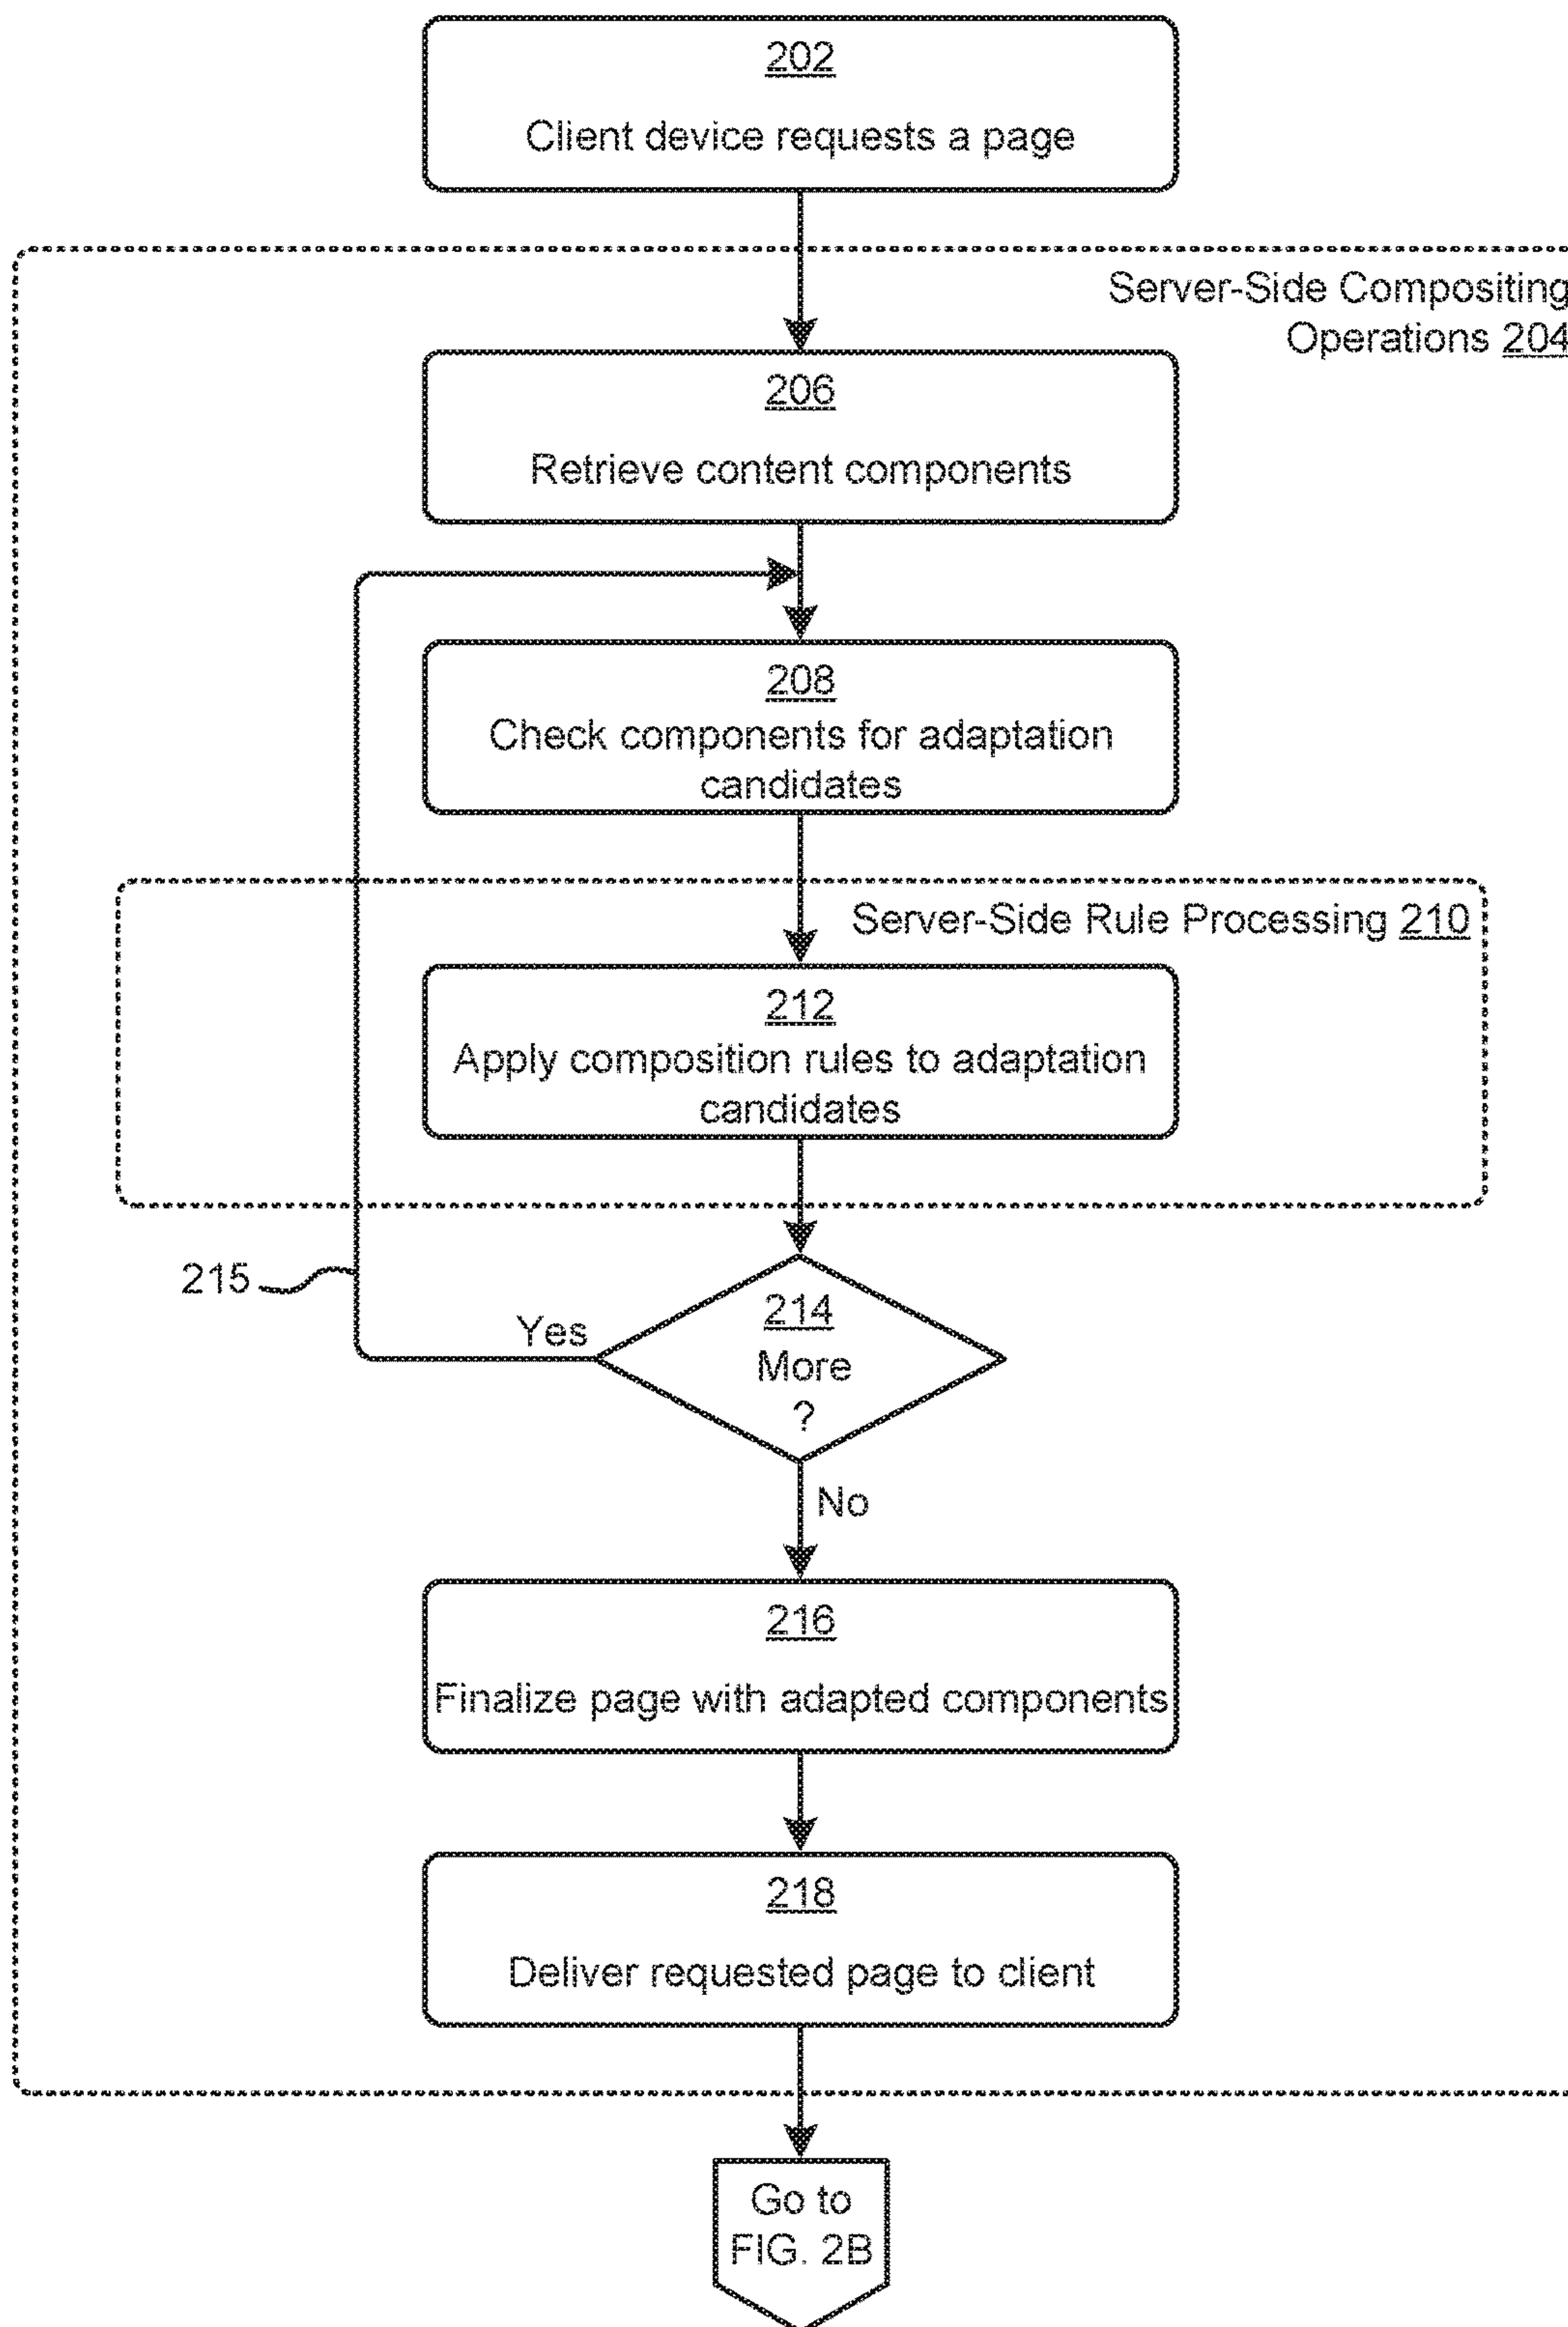 202
Client device requests a page
Server-Side Compositing
Operations 204
206
Retrieve content components
208
Check components for adaptation
candidates
Server-Side Rule Processing 210
212
Apply composition rules to adaptation
candidates
215
Yes
214
More
?
No
216
Finalize page with adapted components
218
Deliver requested page to client
Go to
FIG. 2B